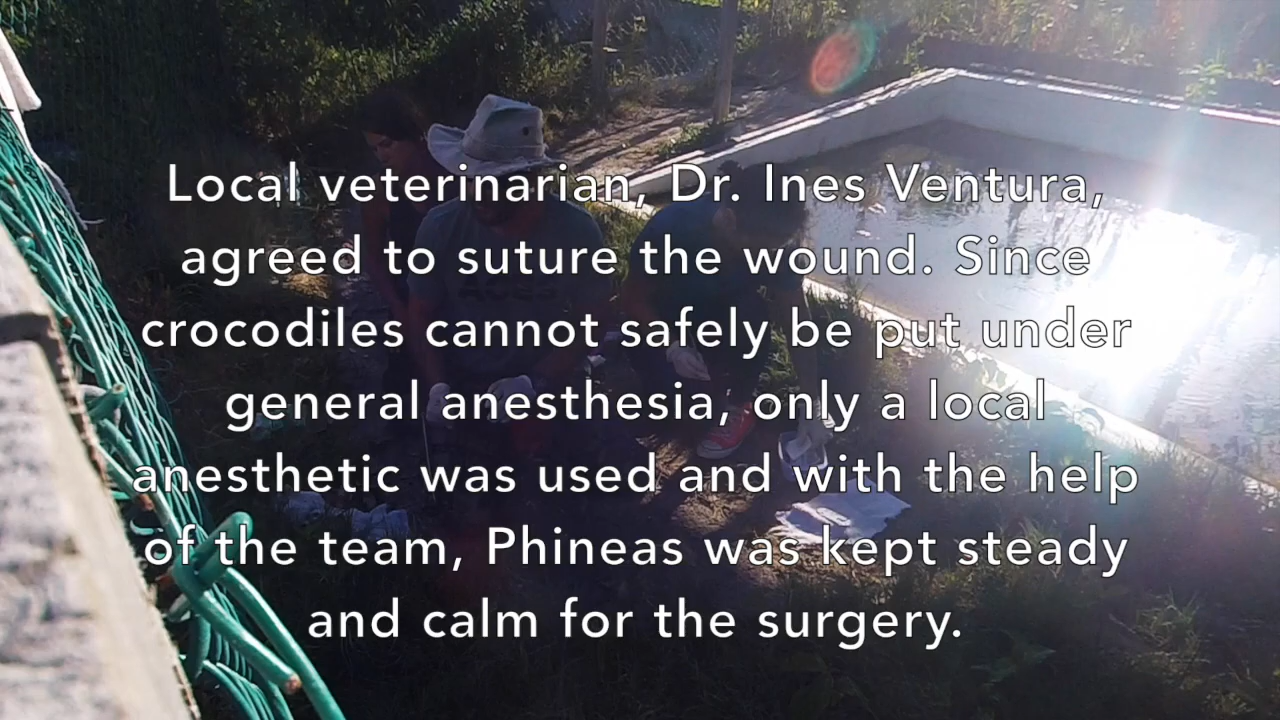 Local veterinarian, Dr. Ines Ventura,
agreed to suture the wound. Since
crocodiles cannot safely be put under
general anesthesia, only a local
anesthetic was used and with the help
of the team, Phineas was kept steady
and calm for the surgery.